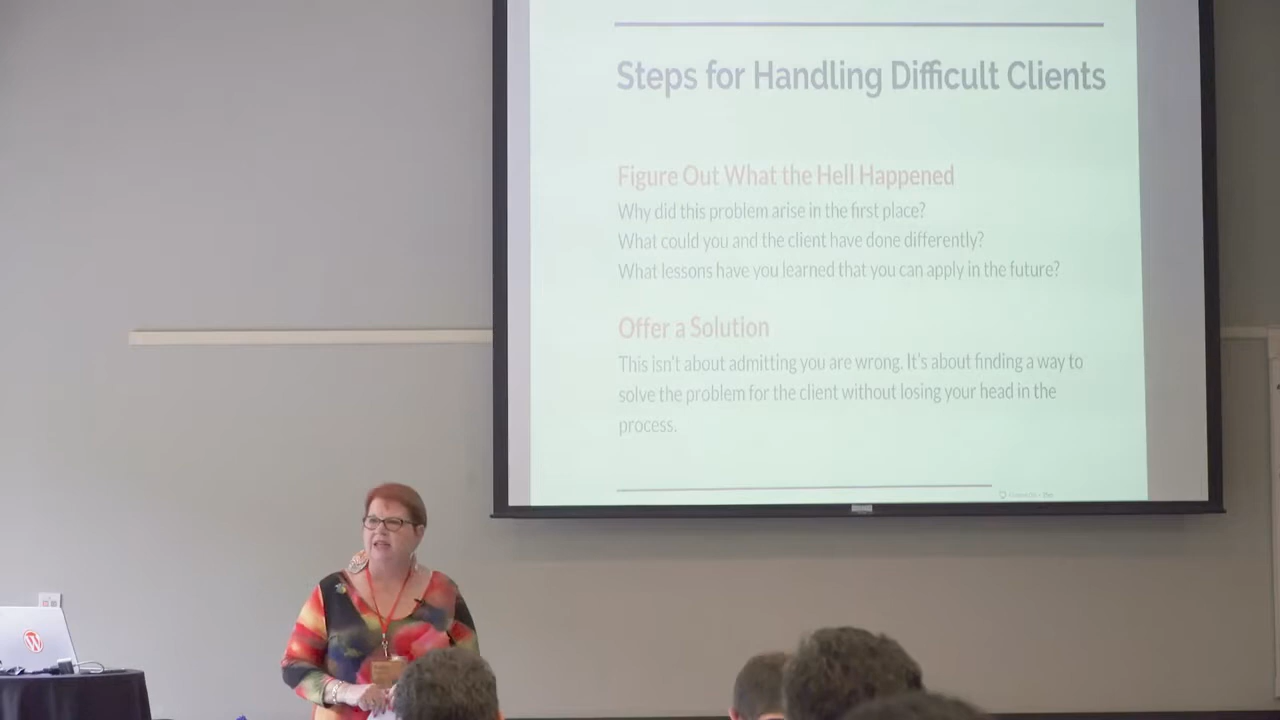 Steps for Handling Difficult Clients
Figure Out What the Hell Happened
Why did this problem arise in the first place?
What could you and the client have done differently?
What lessons have you learned that you can apply in the future?
Offer a Solution
This isn't about admitting you are wrong. It's about finding a way to
solve the problem for the client without losing your head in the
process.